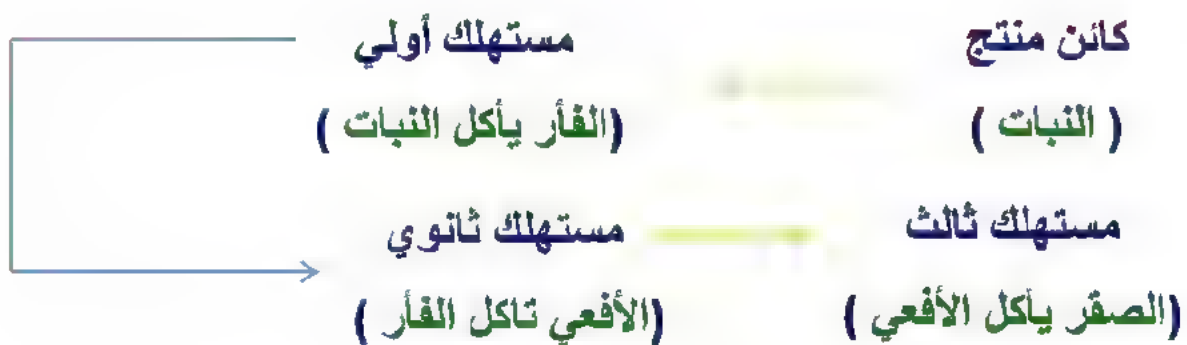 كائن منتج
مستهلك أولي
( النبات )
(الفأر يأكل النبات )
مستهلك ثالث
مستهلك ثانوي
(الصقر يأكل الأفعي )
(الأفعي تاكل الفأر )